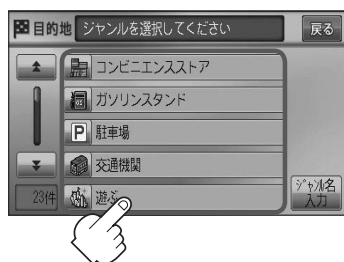 目的地 ジャンルを選択してください 戻る
コンビニエンスストア
ガソリンスタンド
P 駐車場
交通機関
23件 遊ぶ
ジャンル名
入力